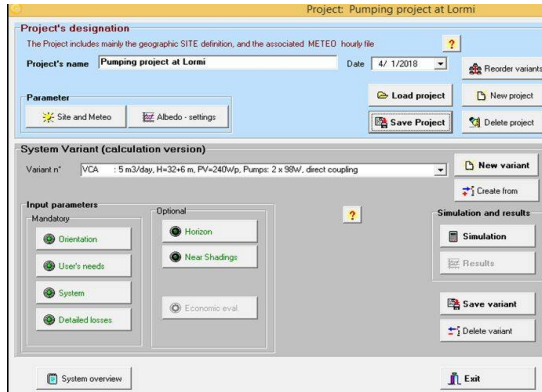 Project: Pumping project at Lormi
Project's designation
The Project includes mainly the geographic SITE definition, and the associated METEO hourly file
?
Project's name Pumping project at Lormi Date 4/ 1/2018
Reorder variants
Parameter
Site and Meteo Albedo - settings
Load project New project
Save Project Delete project
System Variant (calculation version)
Variant n° VCA : 5 m3/day, H=32+6 m, PV=240Wp, Pumps: 2 x 98W, direct coupling
New variant
Create from
Input parameters
Mandatory
Orientation
User's needs
System
Detailed losses
Optional
Horizon
Near Shadings
Economic eval.
?
Simulation and results
Simulation
Results
Save variant
Delete variant
System overview
Exit